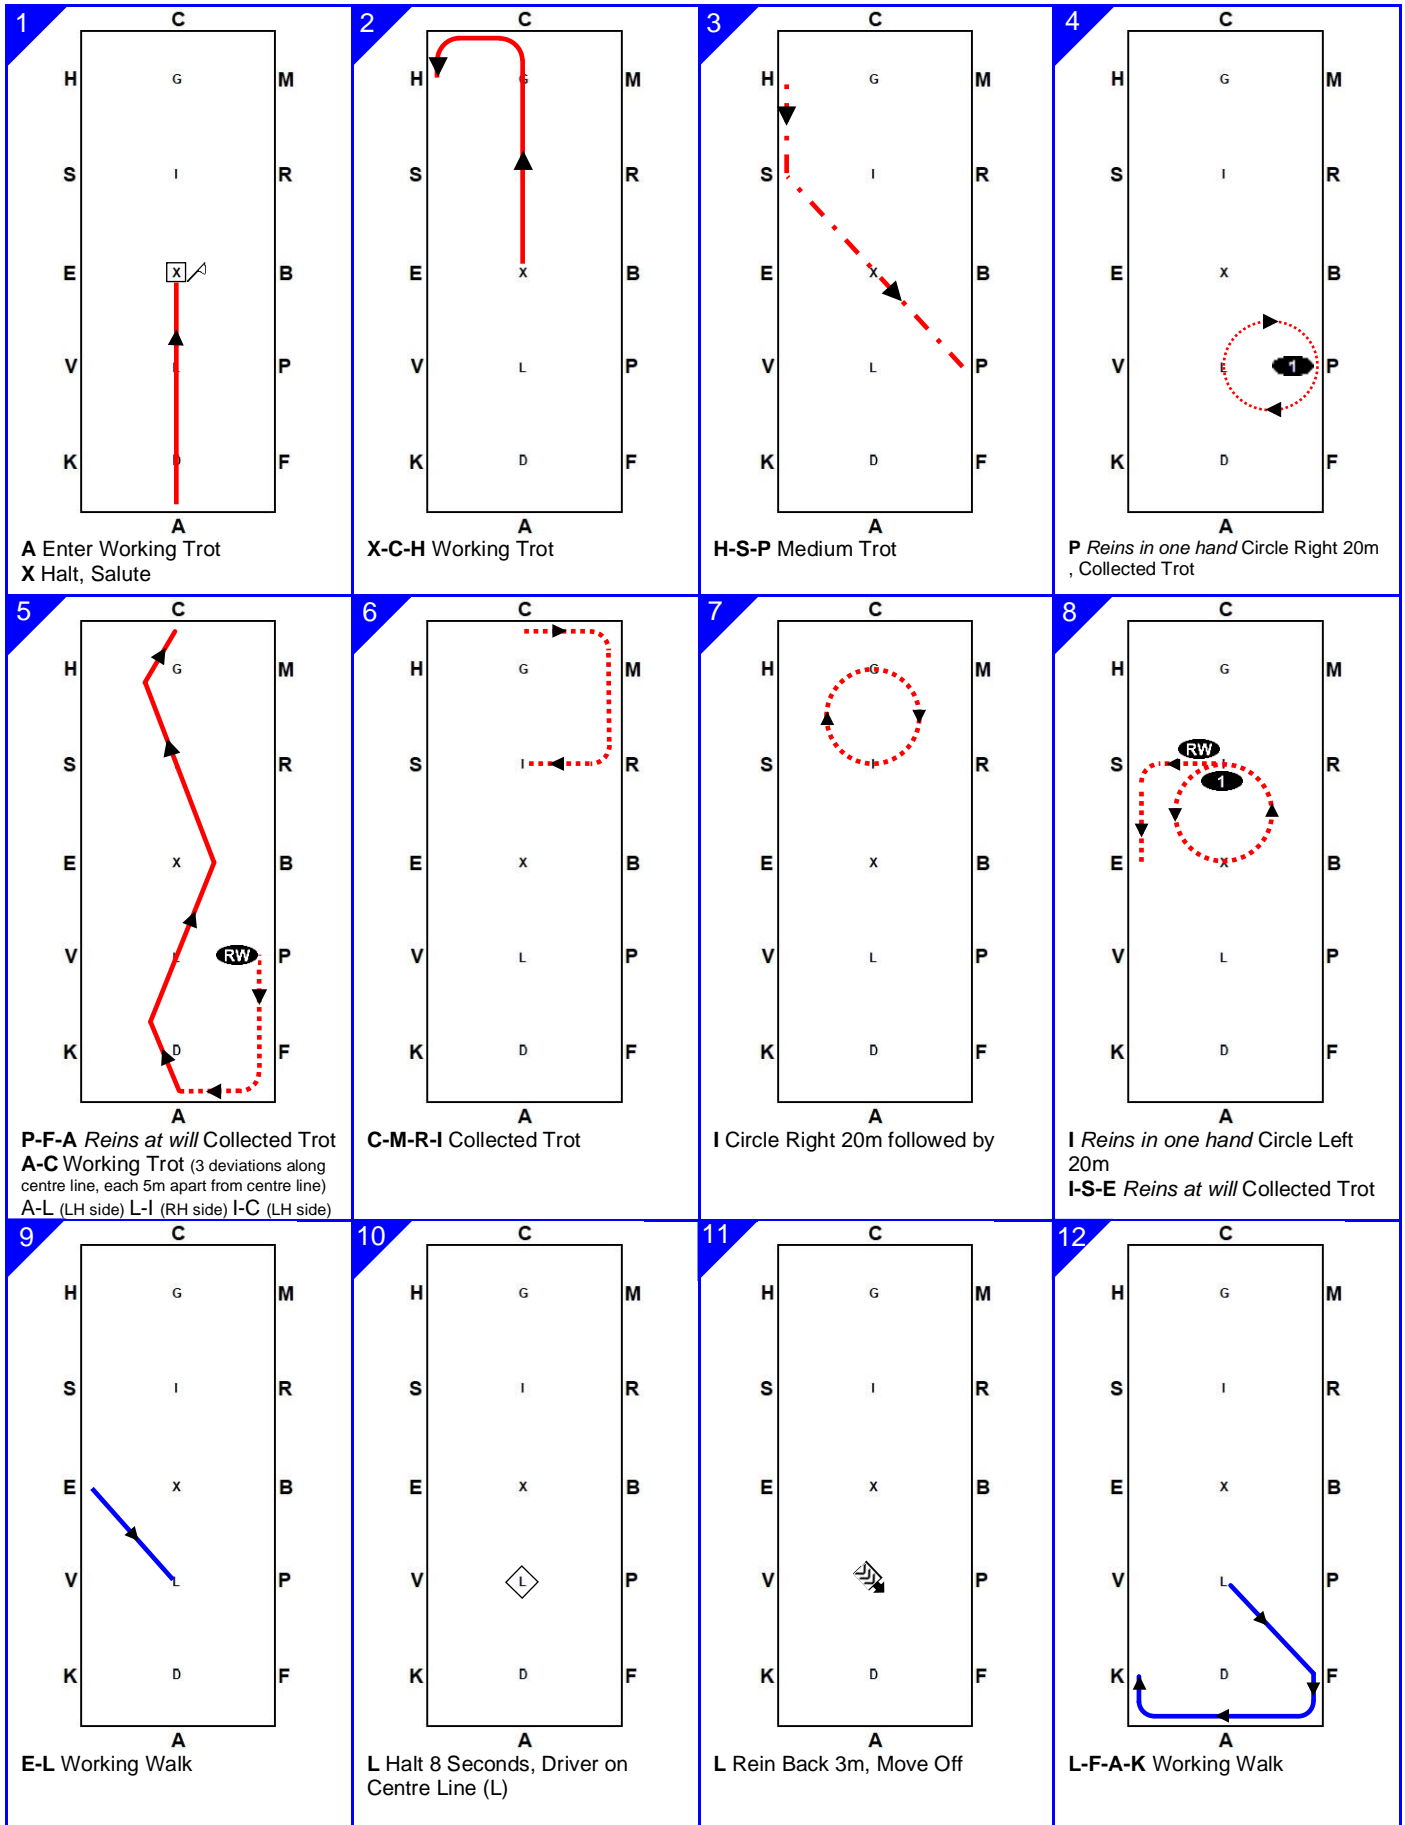 1
C
H G M
S I R
E X B
V L P
K D F
A
A Enter Working Trot
X Halt, Salute
2
C
H G M
S I R
E X B
V L P
K D F
A
X-C-H Working Trot
3
C
H G M
S I R
E X B
V L P
K D F
A
H-S-P Medium Trot
4
C
H G M
S I R
E X B
V L 1 P
K D F
A
P Reins in one hand Circle Right 20m
, Collected Trot
5
C
H G M
S I R
E X B
V L RW P
K D F
A
P-F-A Reins at will Collected Trot
A-C Working Trot (3 deviations along
centre line, each 5m apart from centre line)
A-L (LH side) L-I (RH side) I-C (LH side)
6
C
H G M
S I R
E X B
V L P
K D F
A
C-M-R-I Collected Trot
7
C
H G M
S I R
E X B
V L P
K D F
A
I Circle Right 20m followed by
8
C
H G M
RW
S I R
1
E X B
V L P
K D F
A
I Reins in one hand Circle Left
20m
I-S-E Reins at will Collected Trot
9
C
H G M
S I R
E X B
V L P
K D F
A
E-L Working Walk
10
C
H G M
S I R
E X B
V L P
K D F
A
L Halt 8 Seconds, Driver on
Centre Line (L)
11
C
H G M
S I R
E X B
V P
K D F
A
L Rein Back 3m, Move Off
12
C
H G M
S I R
E X B
V L P
K D F
A
L-F-A-K Working Walk